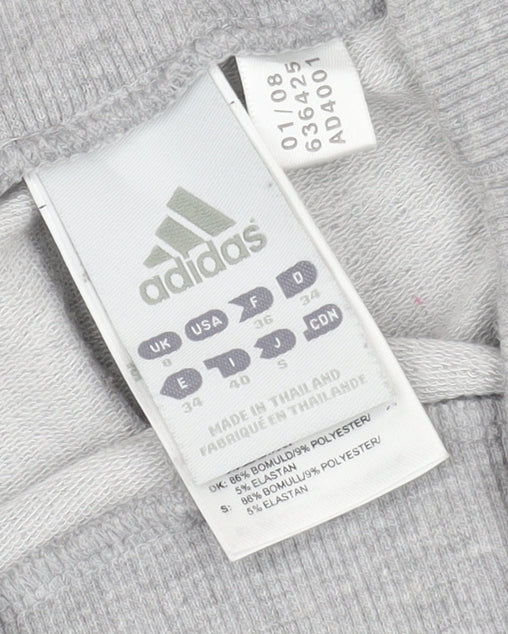 01/08
636425
AD4001
adidas
UK USA F D
8 36 34
E I J CDN
34 40 S
MADE IN THAILAND
FABRIQUÉ EN THAILANDE
DK: 86% BOMULD/9% POLYESTER/
5% ELASTAN
S: 86% BOMULL/9% POLYESTER/
5% ELASTAN